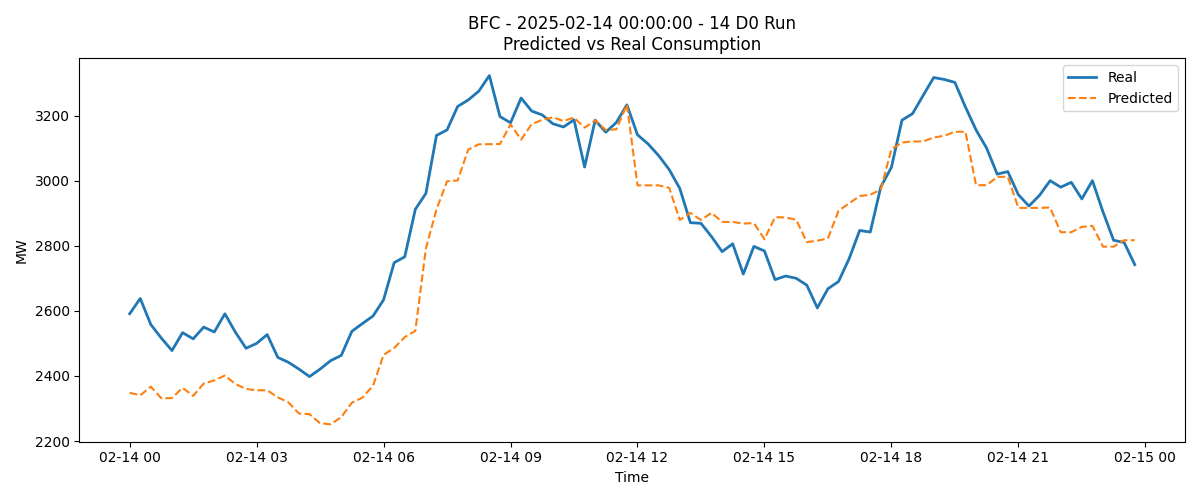 BFC - 2025-02-14 00:00:00 - 14 D0 Run
Predicted vs Real Consumption
Real
Predicted
MW
3200
3000
2800
2600
2400
2200
02-14 00
02-14 03
02-14 06
02-14 09
02-14 12
02-14 15
02-14 18
02-14 21
02-15 00
Time